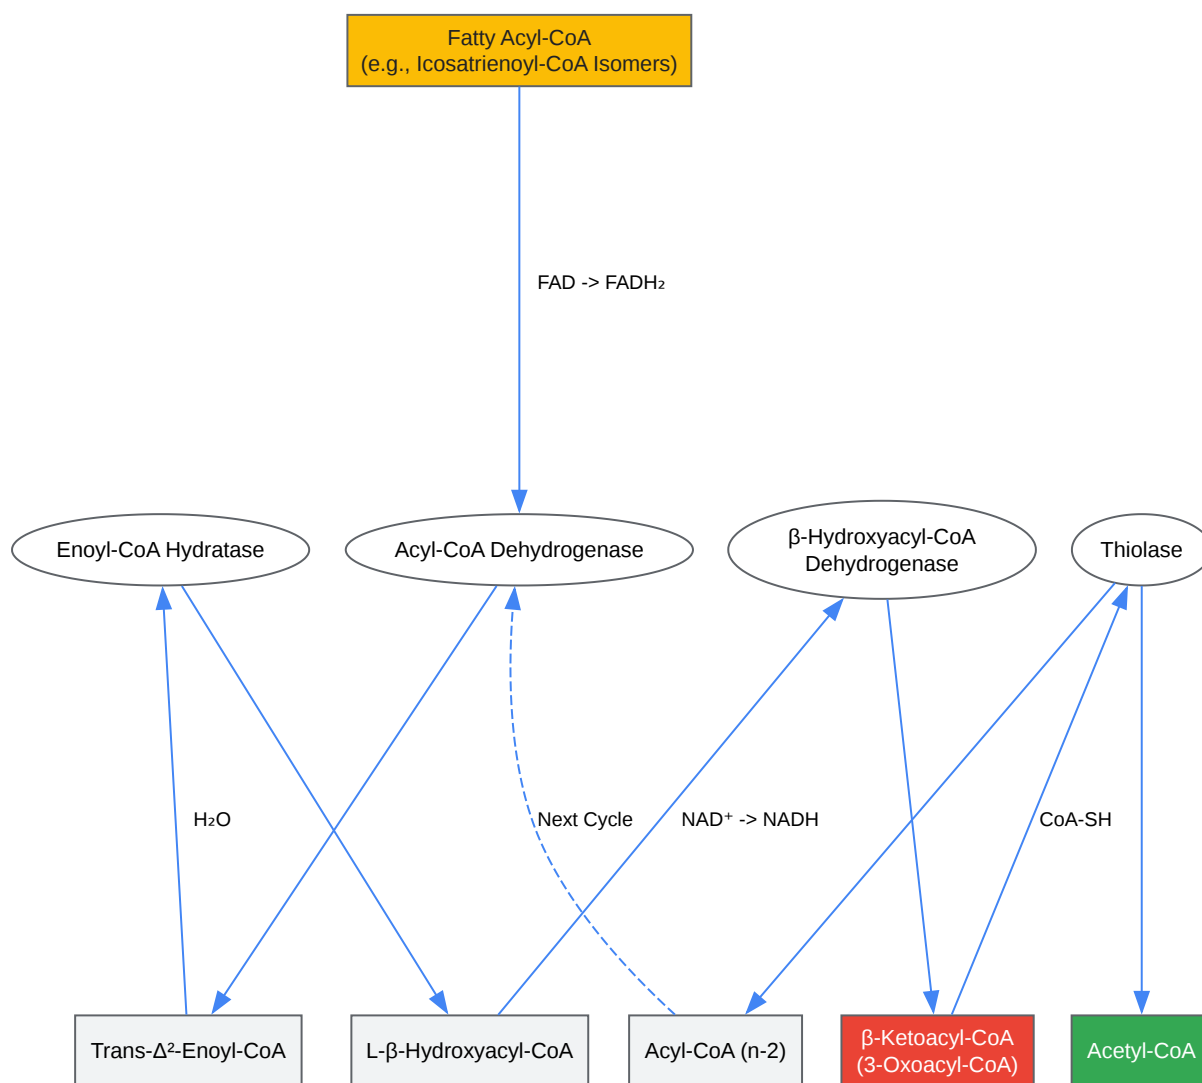 Fatty Acyl-CoA
(e.g., Icosatrienoyl-CoA Isomers)
FAD -> FADH₂
Enoyl-CoA Hydratase
Acyl-CoA Dehydrogenase
β-Hydroxyacyl-CoA
Dehydrogenase
Thiolase
H₂O
Next Cycle
NAD⁺ -> NADH
CoA-SH
Trans-Δ²-Enoyl-CoA
L-β-Hydroxyacyl-CoA
Acyl-CoA (n-2)
β-Ketoacyl-CoA
(3-Oxoacyl-CoA)
Acetyl-CoA